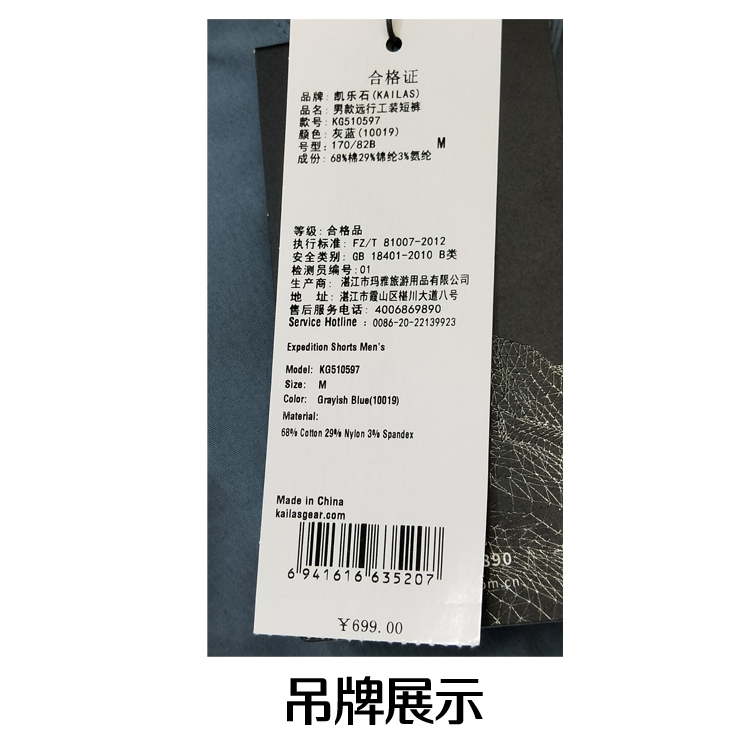 合格证
品牌: 凯乐石(KAILAS)
品名: 男款远行工装短裤
款号: KG510597
颜色: 灰蓝(10019)
号型: 170/82B M
成份: 68%棉29%锦纶3%氨纶
等级: 合格品
执行标准: FZ/T 81007-2012
安全类别: GB 18401-2010 B类
检测员编号: 01
生产商: 湛江市玛雅旅游用品有限公司
地 址: 湛江市霞山区椹川大道八号
售后服务电话: 4006869890
Service Hotline : 0086-20-22139923
Expedition Shorts Men's
Model: KG510597
Size: M
Color: Grayish Blue(10019)
Material:
68% Cotton 29% Nylon 3% Spandex
Made in China
kailasgear.com
6 941616 635207
￥699.00
890
om.cn
吊牌展示